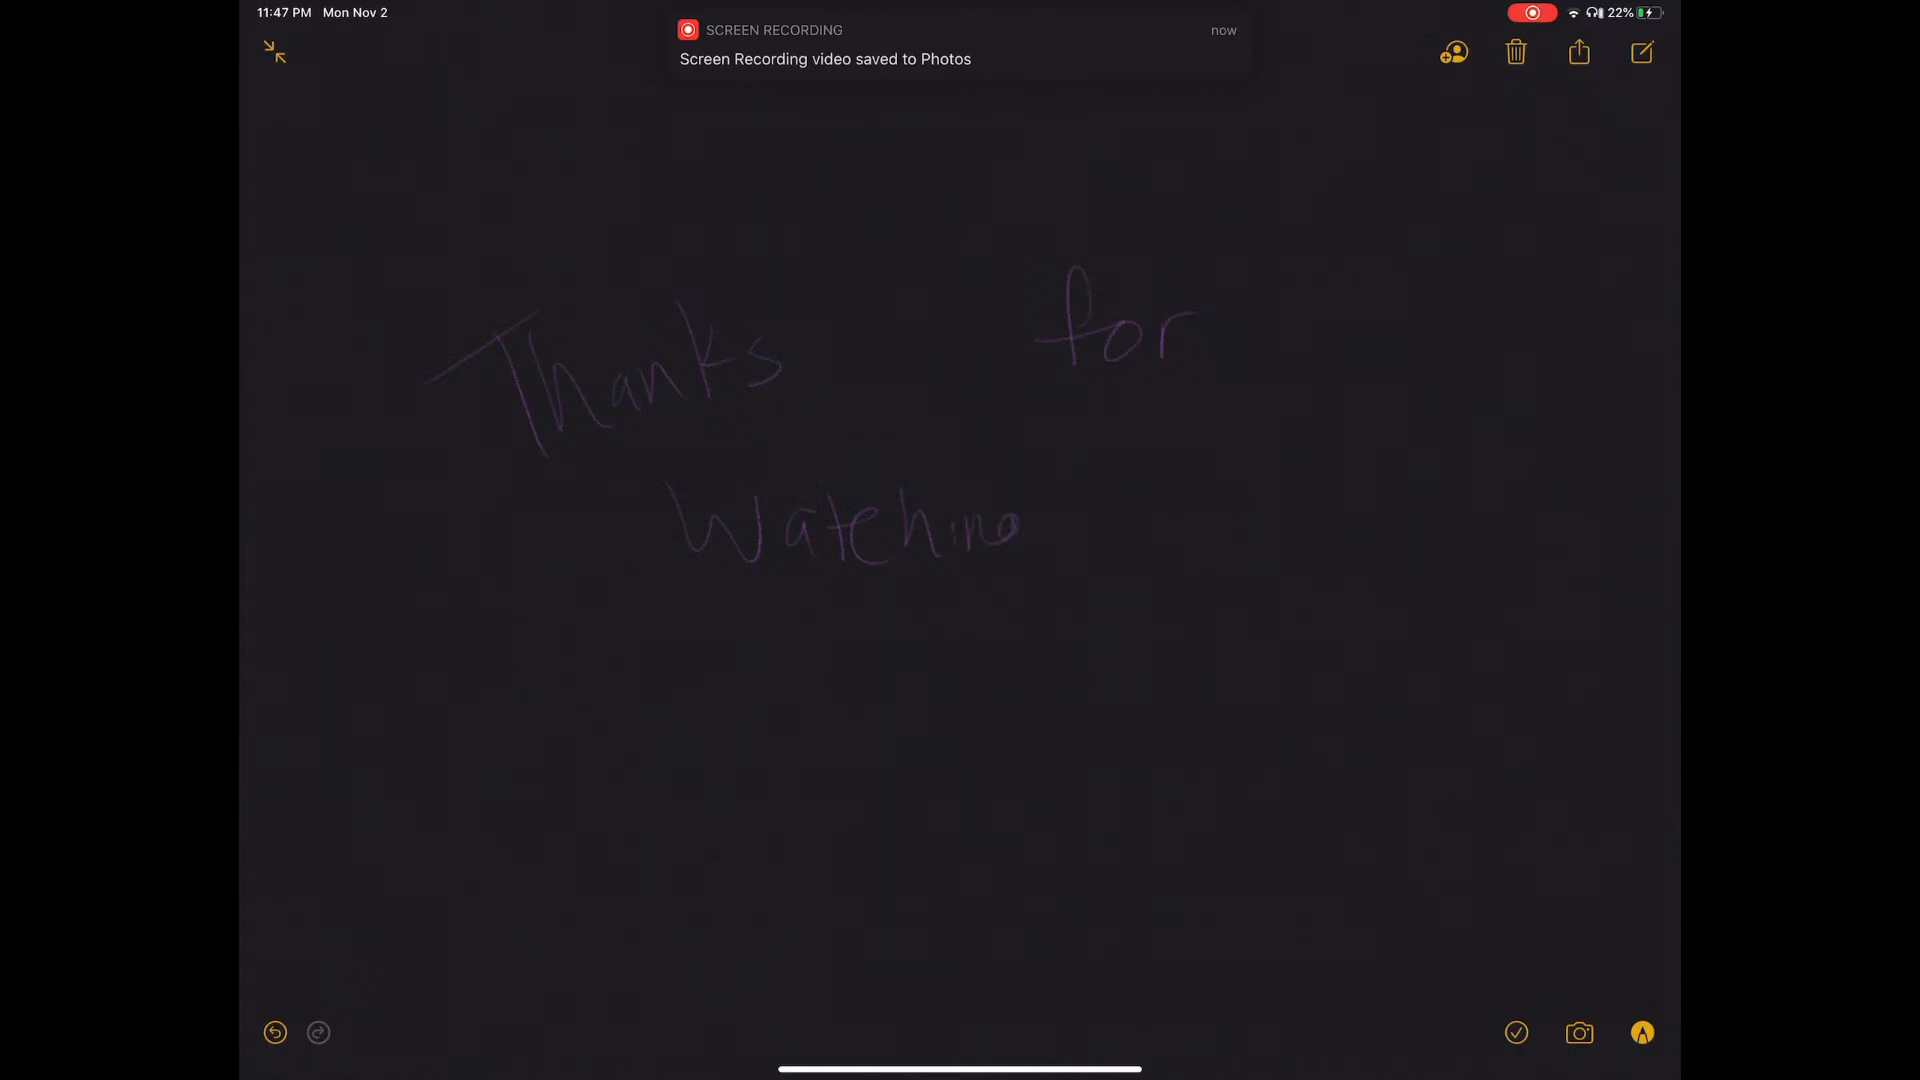 11:47 PM Mon Nov 2
22%
SCREEN RECORDING now
Screen Recording video saved to Photos
Thanks for
Watching